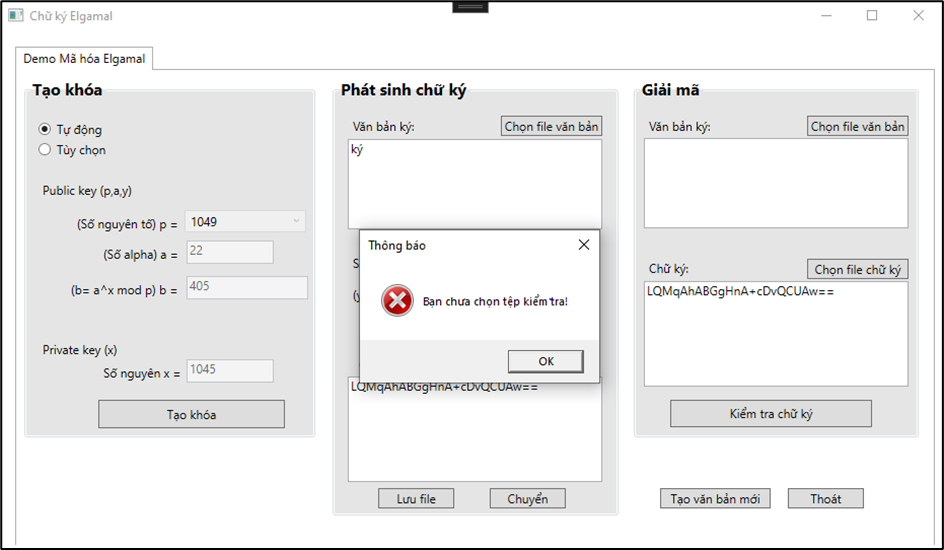 Chữ ký Elgamal
Demo Mã hóa Elgamal
Tạo khóa
Tự động
Tùy chọn
Public key (p,a,y)
(Số nguyên tố) p =
1049
(Số alpha) a =
22
(b= a^x mod p) b =
405
Private key (x)
Số nguyên x =
1045
Tạo khóa
Phát sinh chữ ký
Văn bản ký:
Chọn file văn bản
ký
Thông báo
Bạn chưa chọn tệp kiểm tra!
OK
LQMqAhABGgHnA+cDvQCUAw==
Lưu file
Chuyển
Giải mã
Văn bản ký:
Chọn file văn bản
Chữ ký:
Chọn file chữ ký
LQMqAhABGgHnA+cDvQCUAw==
Kiểm tra chữ ký
Tạo văn bản mới
Thoát